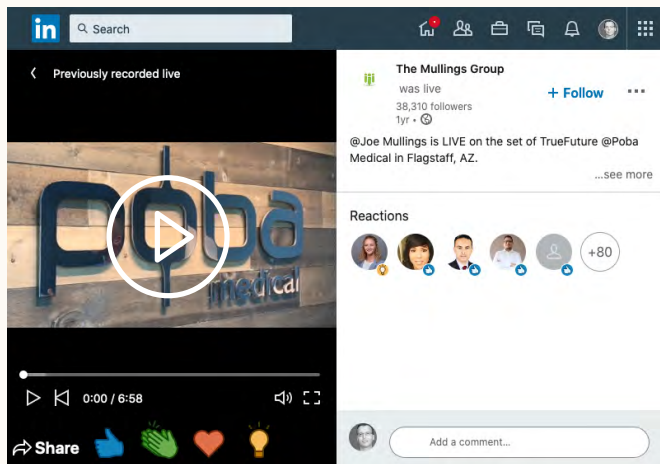 in
Search
Previously recorded live
poba
medical
0:00 / 6:58
Share
The Mullings Group
was live
38,310 followers
1yr •
+ Follow
@Joe Mullings is LIVE on the set of TrueFuture @Poba
Medical in Flagstaff, AZ.
...see more
Reactions
+80
Add a comment...